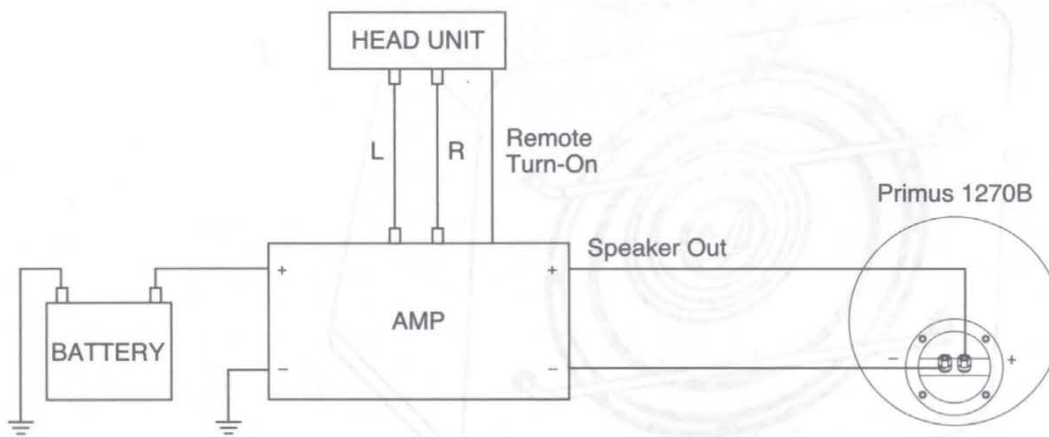 HEAD UNIT
L
R
Remote
Turn-On
Primus 1270B
Speaker Out
+
+
AMP
BATTERY
-
-
-
+